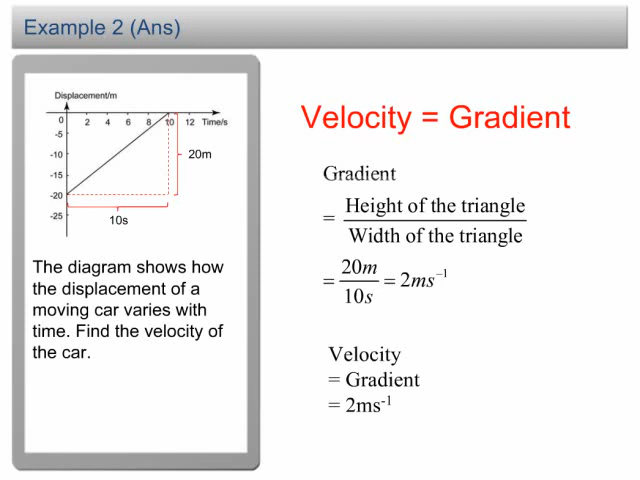 Example 2 (Ans)
Displacement/m
0 2 4 6 8 10 12 Time/s
-5
-10
-15
-20
-25
20m
10s
The diagram shows how
the displacement of a
moving car varies with
time. Find the velocity of
the car.
Velocity = Gradient
Gradient
= Height of the triangle
Width of the triangle
= 20m
10s
= 2ms⁻¹
Velocity
= Gradient
= 2ms⁻¹